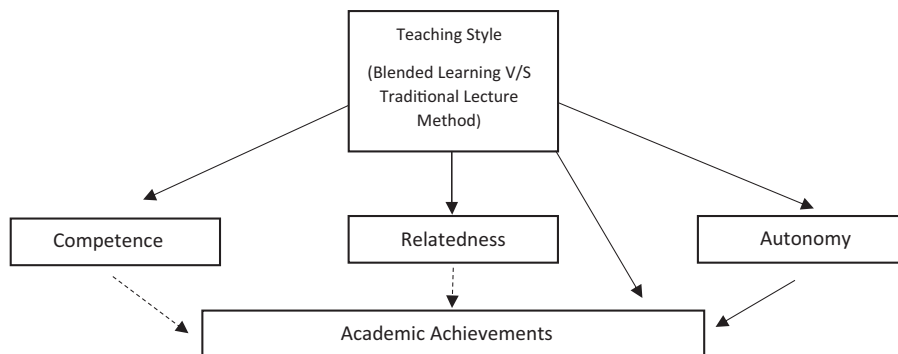 Teaching Style
(Blended Learning V/S
Traditional Lecture
Method)
Competence
Relatedness
Autonomy
Academic Achievements